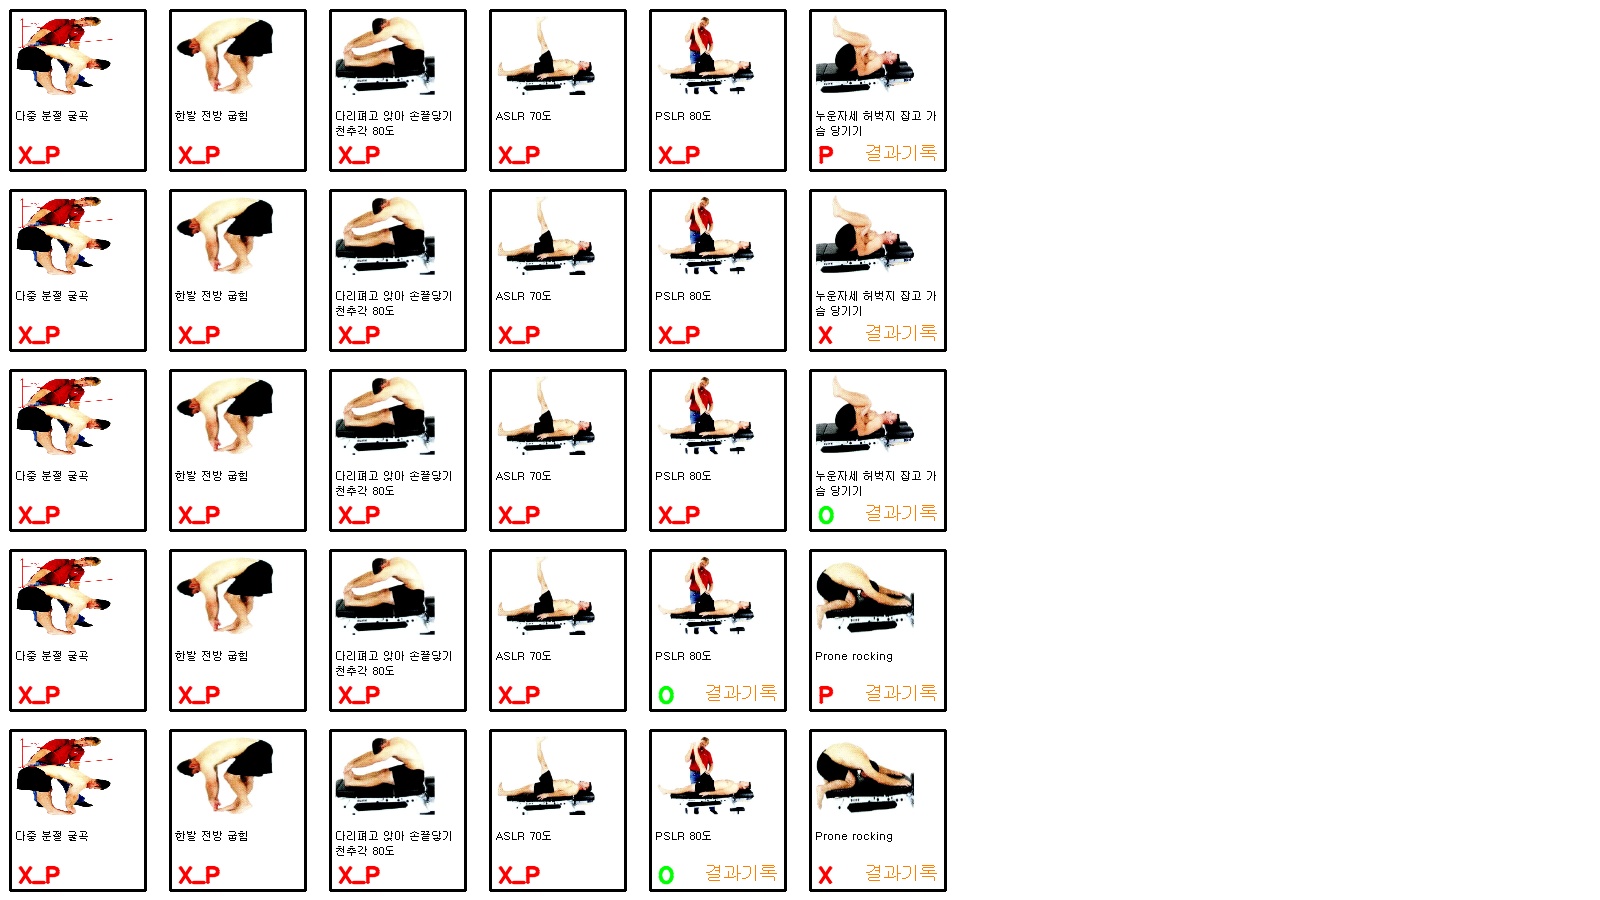 다중 분절 굴곡
한발 전방 굽힘
다리펴고 앉아 손끝닿기
천추각 80도
ASLR 70도
PSLR 80도
누운자세 허벅지 잡고 가
슴 당기기
X_P
X_P
X_P
X_P
X_P
P 결과기록
다중 분절 굴곡
한발 전방 굽힘
다리펴고 앉아 손끝닿기
천추각 80도
ASLR 70도
PSLR 80도
누운자세 허벅지 잡고 가
슴 당기기
X_P
X_P
X_P
X_P
X_P
X 결과기록
다중 분절 굴곡
한발 전방 굽힘
다리펴고 앉아 손끝닿기
천추각 80도
ASLR 70도
PSLR 80도
누운자세 허벅지 잡고 가
슴 당기기
X_P
X_P
X_P
X_P
X_P
O 결과기록
다중 분절 굴곡
한발 전방 굽힘
다리펴고 앉아 손끝닿기
천추각 80도
ASLR 70도
PSLR 80도
Prone rocking
X_P
X_P
X_P
X_P
O 결과기록
P 결과기록
다중 분절 굴곡
한발 전방 굽힘
다리펴고 앉아 손끝닿기
천추각 80도
ASLR 70도
PSLR 80도
Prone rocking
X_P
X_P
X_P
X_P
O 결과기록
X 결과기록